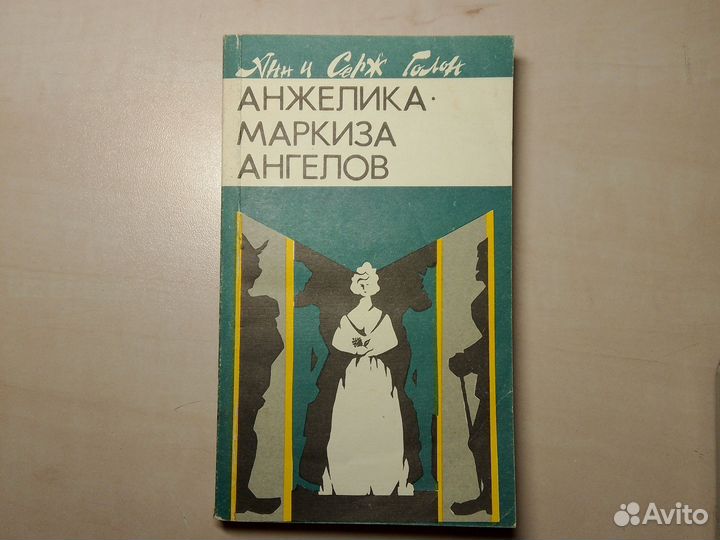 Анн и Серж Голон
АНЖЕЛИКА·
МАРКИЗА
АНГЕЛОВ
Avito